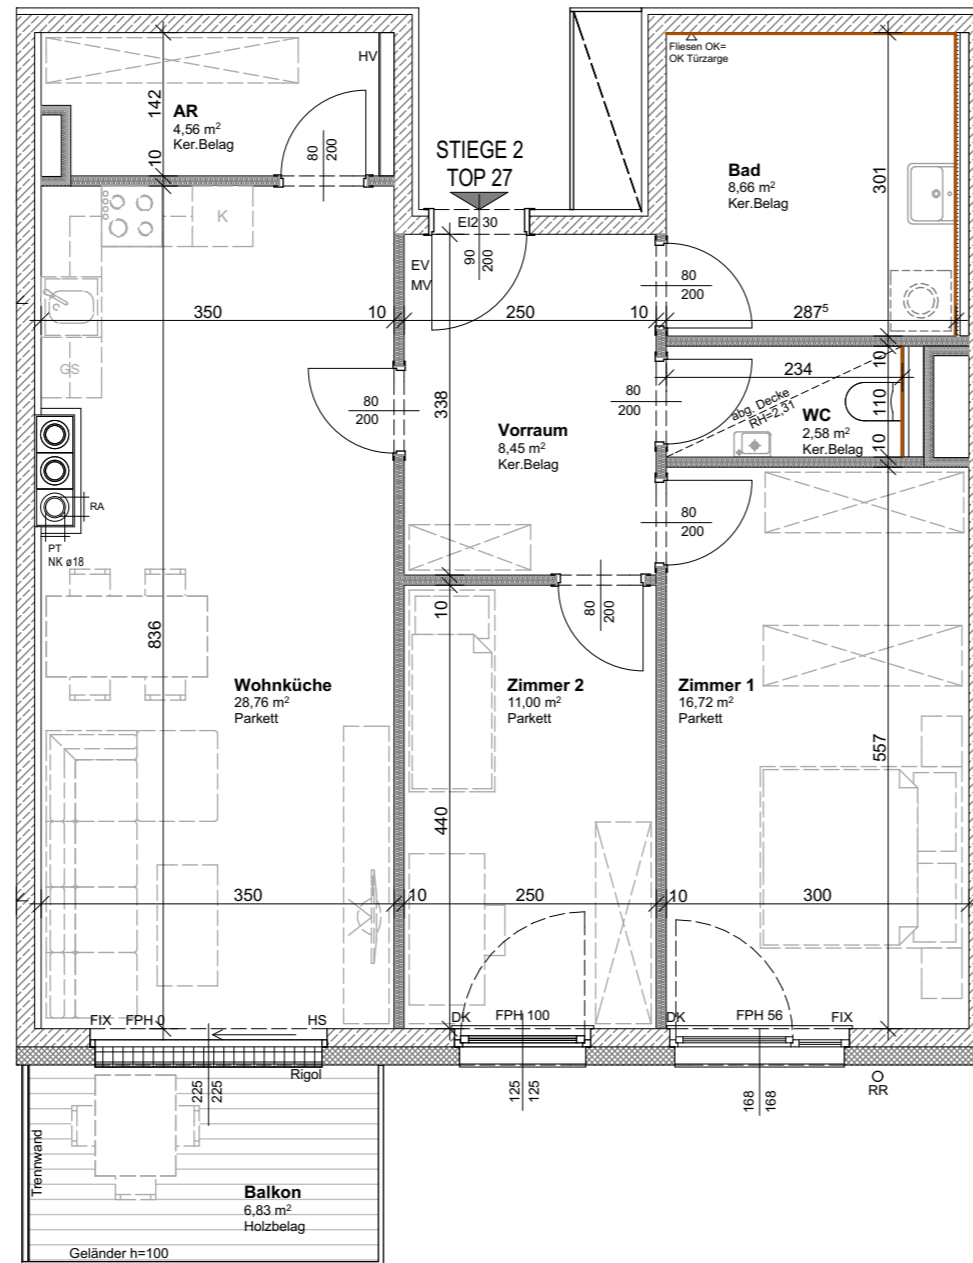 HV
142
AR
4,56 m²
Ker.Belag
10
80
200
STIEGE 2
TOP 27
EI2 30
90
200
EV
MV
K
GS
Fliesen OK=
OK Türzarge
Bad
8,66 m²
Ker.Belag
301
80
200
350
10
250
10
287⁵
80
200
338
Vorraum
8,45 m²
Ker.Belag
80
200
234
abg. Decke
RH=2,31
WC
2,58 m²
Ker.Belag
10
110
10
RA
PT
NK ø18
80
200
80
200
10
836
Wohnküche
28,76 m²
Parkett
Zimmer 2
11,00 m²
Parkett
Zimmer 1
16,72 m²
Parkett
557
440
350
10
250
10
300
FIX
FPH 0
HS
DK
FPH 100
DK
FPH 56
FIX
Rigol
225
225
125
125
168
168
RR
Trennwand
Balkon
6,83 m²
Holzbelag
Geländer h=100